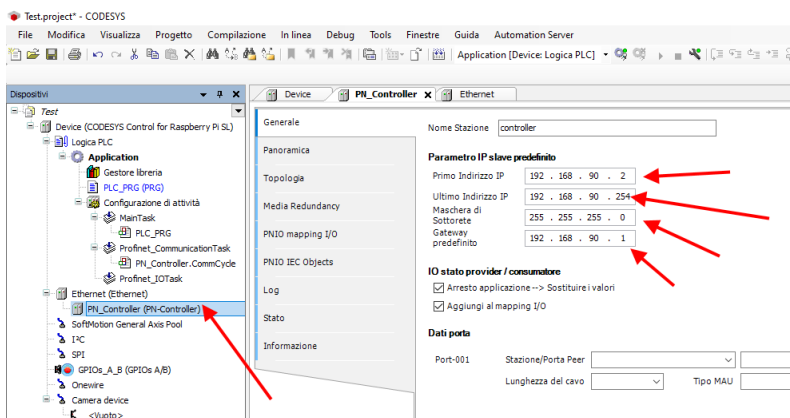 Test.project* - CODESYS
File Modifica Visualizza Progetto Compilazione In linea Debug Tools Finestre Guida Automation Server
Application [Device: Logica PLC]
Dispositivi
Test
Device (CODESYS Control for Raspberry Pi SL)
Logica PLC
Application
Gestore libreria
PLC_PRG (PRG)
Configurazione di attività
MainTask
PLC_PRG
Profinet_CommunicationTask
PN_Controller.CommCycle
Profinet_IOTask
Ethernet (Ethernet)
PN_Controller (PN-Controller)
SoftMotion General Axis Pool
I²C
SPI
GPIOs_A_B (GPIOs A/B)
Onewire
Camera device
<Vuoto>
Device PN_Controller Ethernet
Generale
Panoramica
Topologia
Media Redundancy
PNIO mapping I/O
PNIO IEC Objects
Log
Stato
Informazione
Nome Stazione controller
Parametro IP slave predefinito
Primo Indirizzo IP 192 . 168 . 90 . 2
Ultimo Indirizzo IP 192 . 168 . 90 . 254
Maschera di
Sottorete 255 . 255 . 255 . 0
Gateway
predefinito 192 . 168 . 90 . 1
IO stato provider / consumatore
Arresto applicazione --> Sostituire i valori
Aggiungi al mapping I/O
Dati porta
Port-001 Stazione/Porta Peer
Lunghezza del cavo Tipo MAU